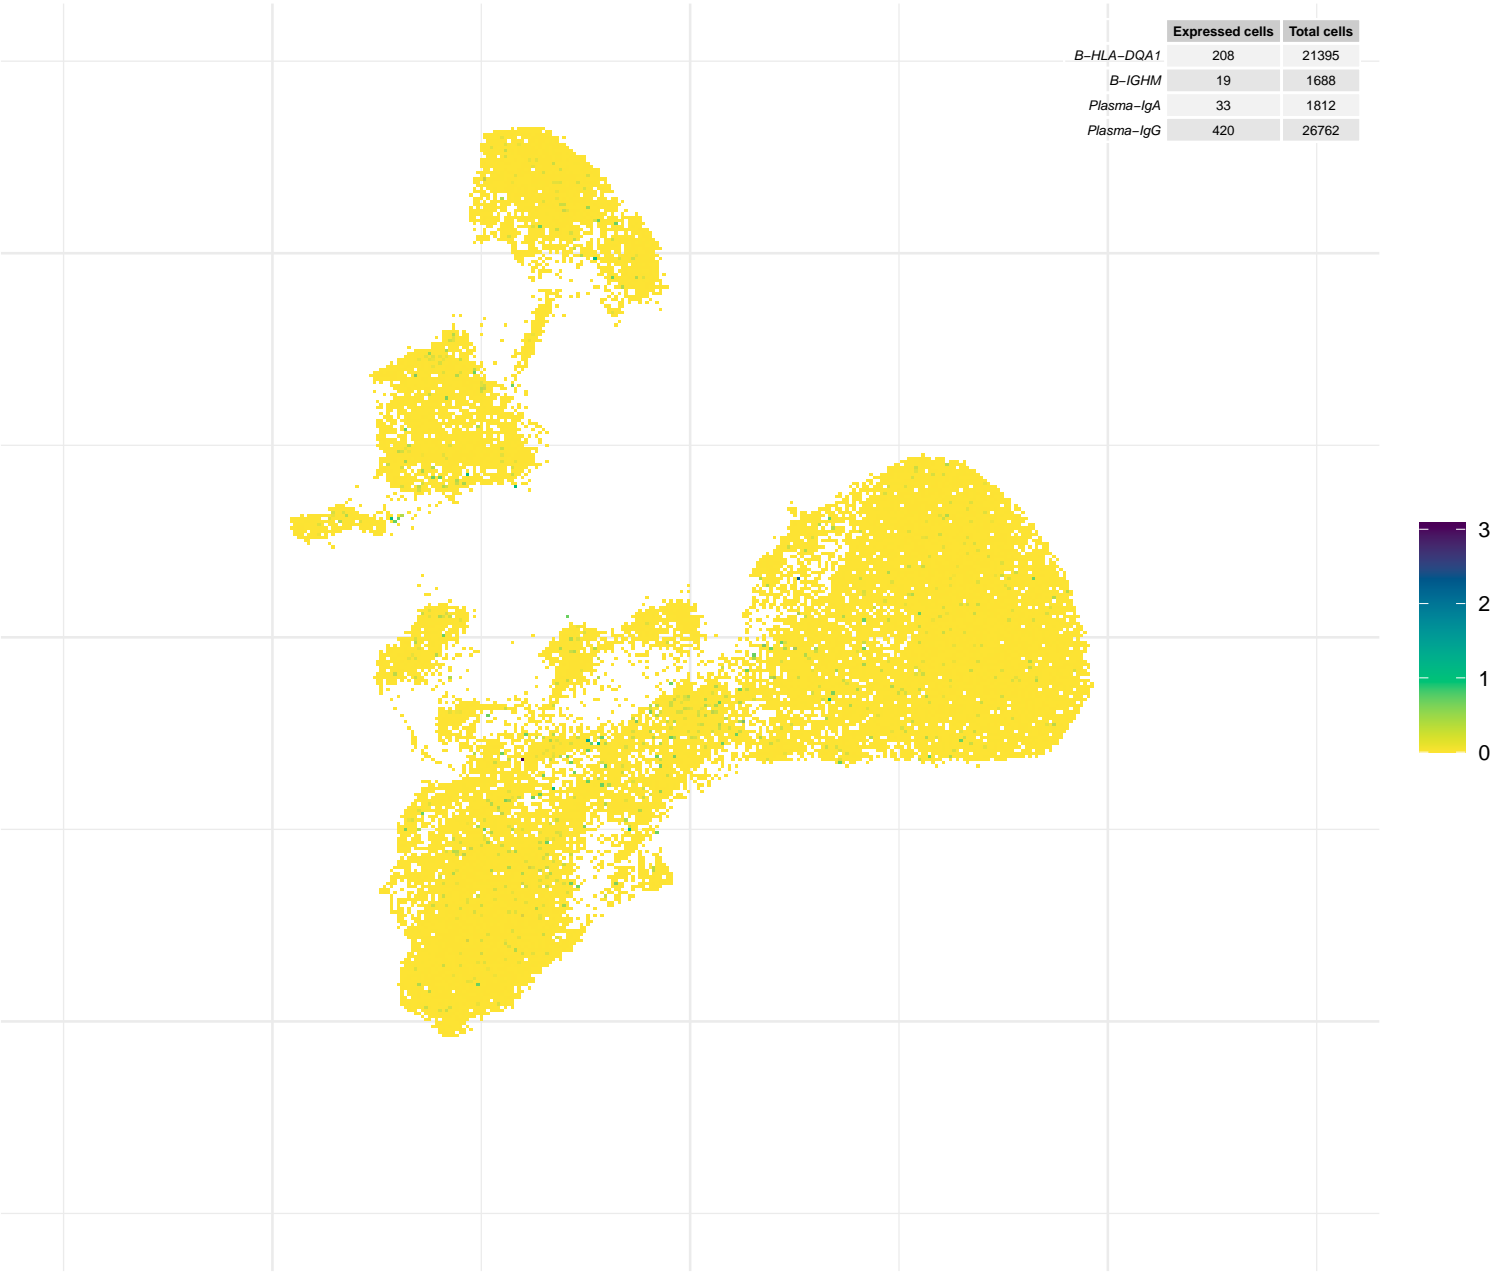 Expressed cells Total cells
B−HLA−DQA1 208 21395
B−IGHM 19 1688
Plasma−IgA 33 1812
Plasma−IgG 420 26762
3
2
1
0